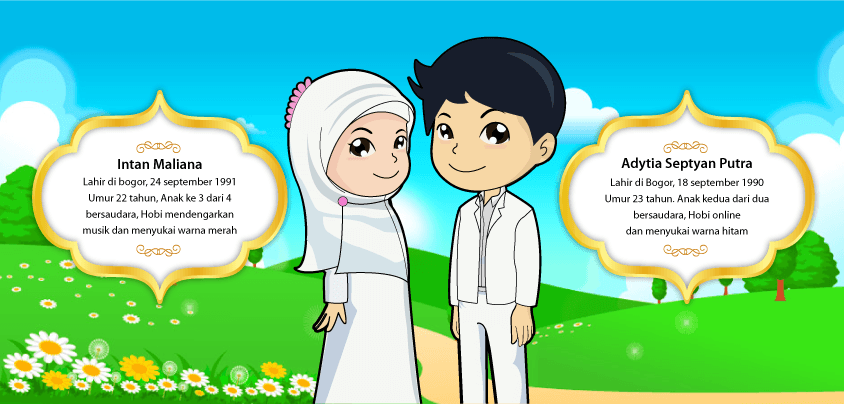 Intan Maliana
Lahir di bogor, 24 september 1991
Umur 22 tahun, Anak ke 3 dari 4
bersaudara, Hobi mendengarkan
musik dan menyukai warna merah
Adytia Septyan Putra
Lahir di Bogor, 18 september 1990
Umur 23 tahun. Anak kedua dari dua
bersaudara, Hobi online
dan menyukai warna hitam